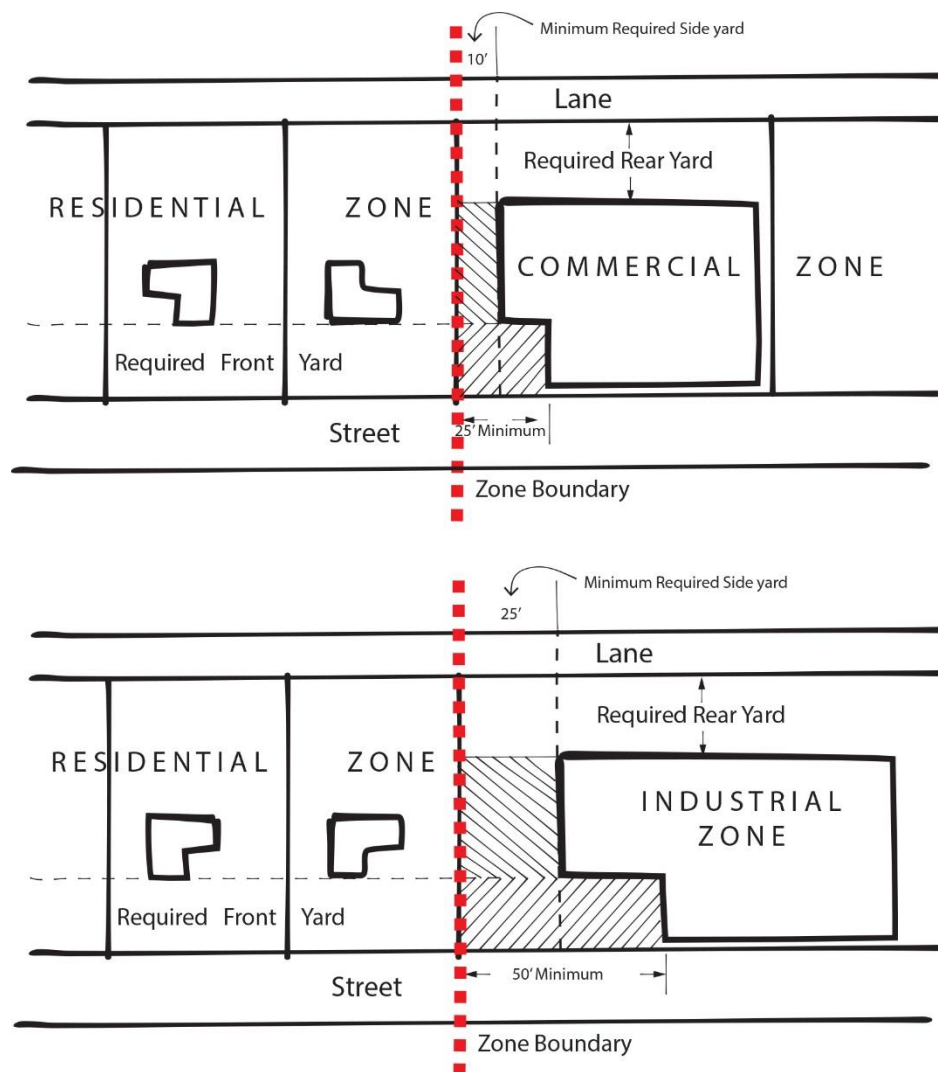 Minimum Required Side yard
10'
Lane
Required Rear Yard
RESIDENTIAL ZONE
COMMERCIAL ZONE
Required Front Yard
Street
25' Minimum
Zone Boundary
Minimum Required Side yard
25'
Lane
Required Rear Yard
RESIDENTIAL ZONE
INDUSTRIAL
ZONE
Required Front Yard
50' Minimum
Street
Zone Boundary